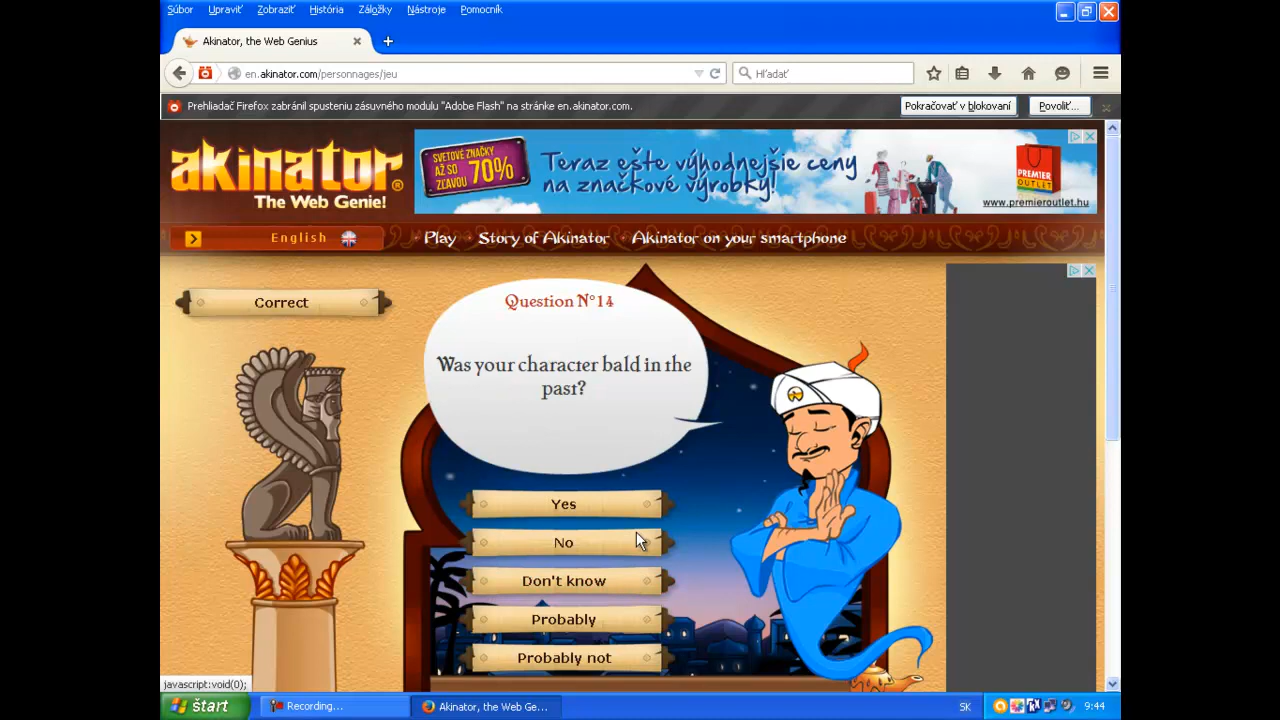 Súbor Upraviť Zobraziť História Záložky Nástroje Pomocník
Akinator, the Web Genius
en.akinator.com/personnages/jeu
Hľadať
Prehliadač Firefox zabránil spusteniu zásuvného modulu "Adobe Flash" na stránke en.akinator.com.
Pokračovať v blokovaní
Povoliť...
akinator®
The Web Genie!
SVETOVÉ ZNAČKY
AŽ SO 70%
ZĽAVOU
Teraz ešte výhodnejšie ceny
na značkové výrobky!
PREMIER
OUTLET
www.premieroutlet.hu
English
Play Story of Akinator Akinator on your smartphone
Correct
Question N°14
Was your character bald in the
past?
Yes
No
Don't know
Probably
Probably not
javascript:void(0);
štart
Recording...
Akinator, the Web Ge...
SK
9:44